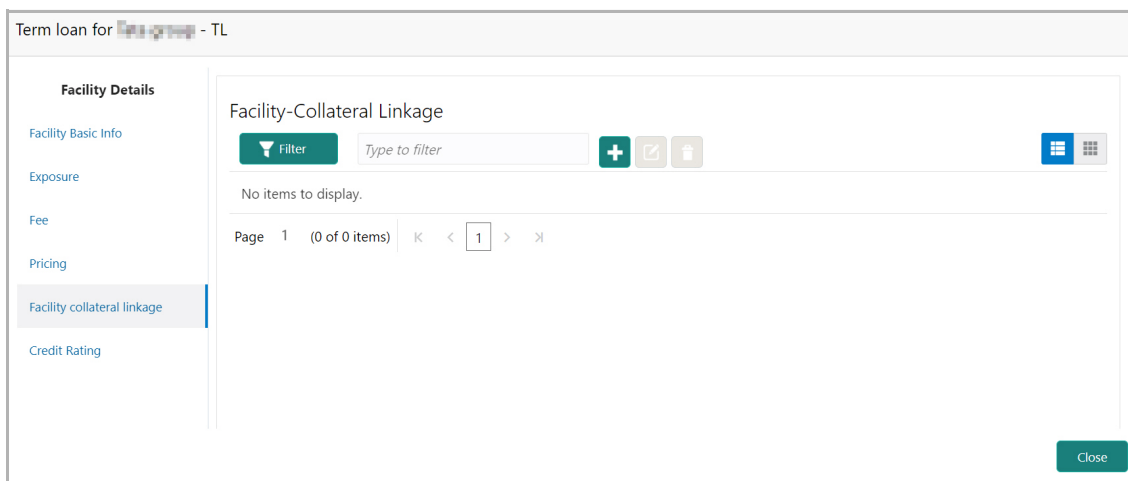 Term loan for - TL
Facility Details
Facility Basic Info
Exposure
Fee
Pricing
Facility collateral linkage
Credit Rating
Facility-Collateral Linkage
Filter
Type to filter
No items to display.
Page 1 (0 of 0 items) 1
Close